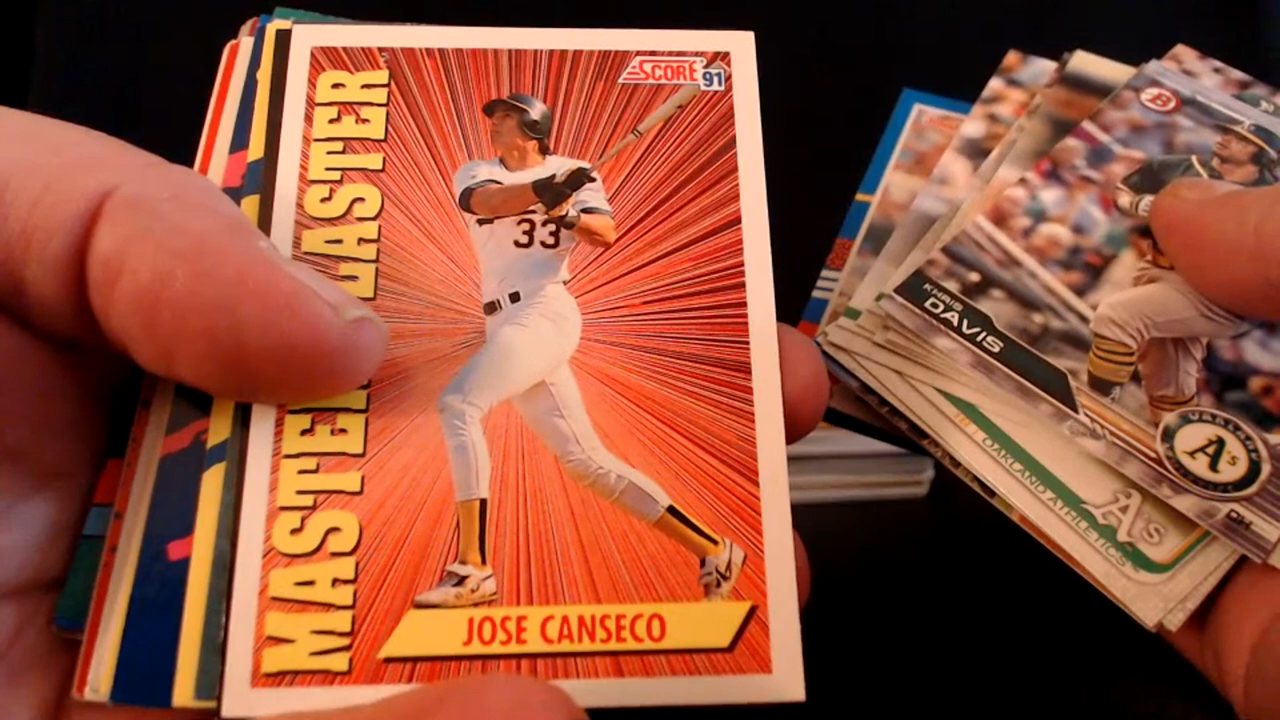 SCORE 91
MASTER BLASTER
33
JOSE CANSECO
B
KHRIS
DAVIS
A's
DH
OAKLAND ATHLETICS
A's